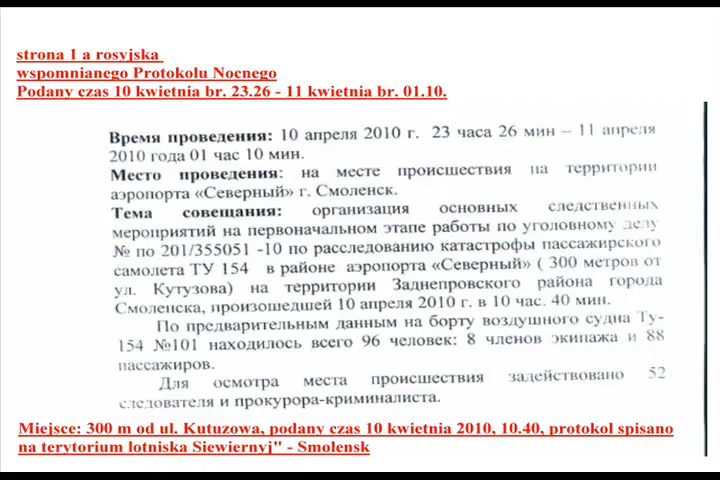 strona 1 a rosyjska
wspomnianego Protokolu Nocnego
Podany czas 10 kwietnia br. 23.26 - 11 kwietnia br. 01.10.
Время проведения: 10 апреля 2010 г. 23 часа 26 мин – 11 апреля
2010 года 01 час 10 мин.
Место проведения: на месте происшествия на территории
аэропорта «Северный» г. Смоленск.
Тема совещания: организация основных следственных
мероприятий на первоначальном этапе работы по уголовному делу
№ по 201/355051 -10 по расследованию катастрофы пассажирского
самолета ТУ 154 в районе аэропорта «Северный» ( 300 метров от
ул. Кутузова) на территории Заднепровского района города
Смоленска, произошедшей 10 апреля 2010 г. в 10 час. 40 мин.
По предварительным данным на борту воздушного судна Ту-
154 №101 находилось всего 96 человек: 8 членов экипажа и 88
пассажиров.
Для осмотра места происшествия задействовано 52
следователя и прокурора-криминалиста.
Miejsce: 300 m od ul. Kutuzowa, podany czas 10 kwietnia 2010, 10.40, protokol spisano
na terytorium lotniska Siewiernyj" - Smolensk